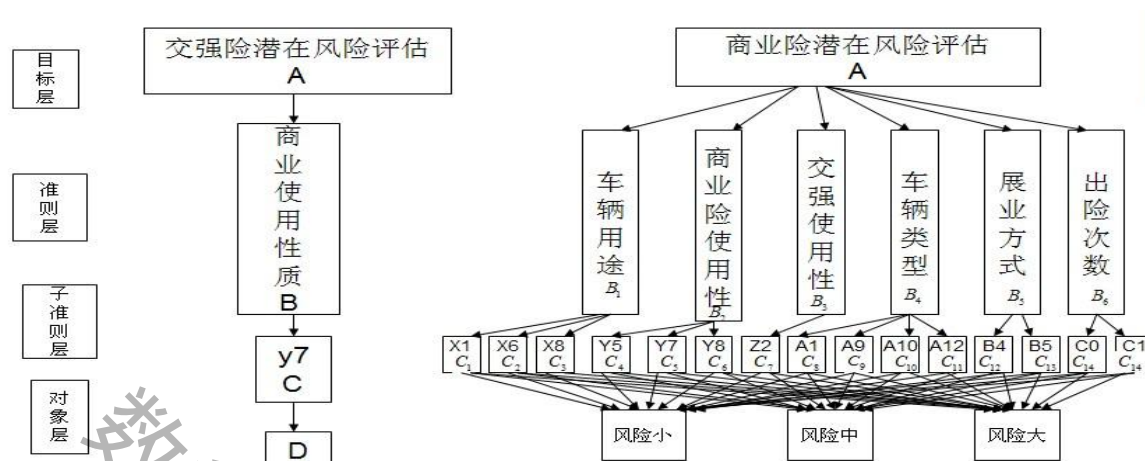 目标层
准则层
子准则层
对象层
交强险潜在风险评估
A
商业使用性质
B
y7
C
D
商业险潜在风险评估
A
车辆用途
B₁
商业险使用性
B₂
交强使用性
B₃
车辆类型
B₄
展业方式
B₅
出险次数
B₆
X1 X6 X8 Y5 Y7 Y8 Z2 A1 A9 A10 A12 B4 B5 C0 C1
C₁ C₂ C₃ C₄ C₅ C₆ C₇ C₈ C₉ C₁₀ C₁₁ C₁₂ C₁₃ C₁₄ C₁₄
风险小 风险中 风险大
数